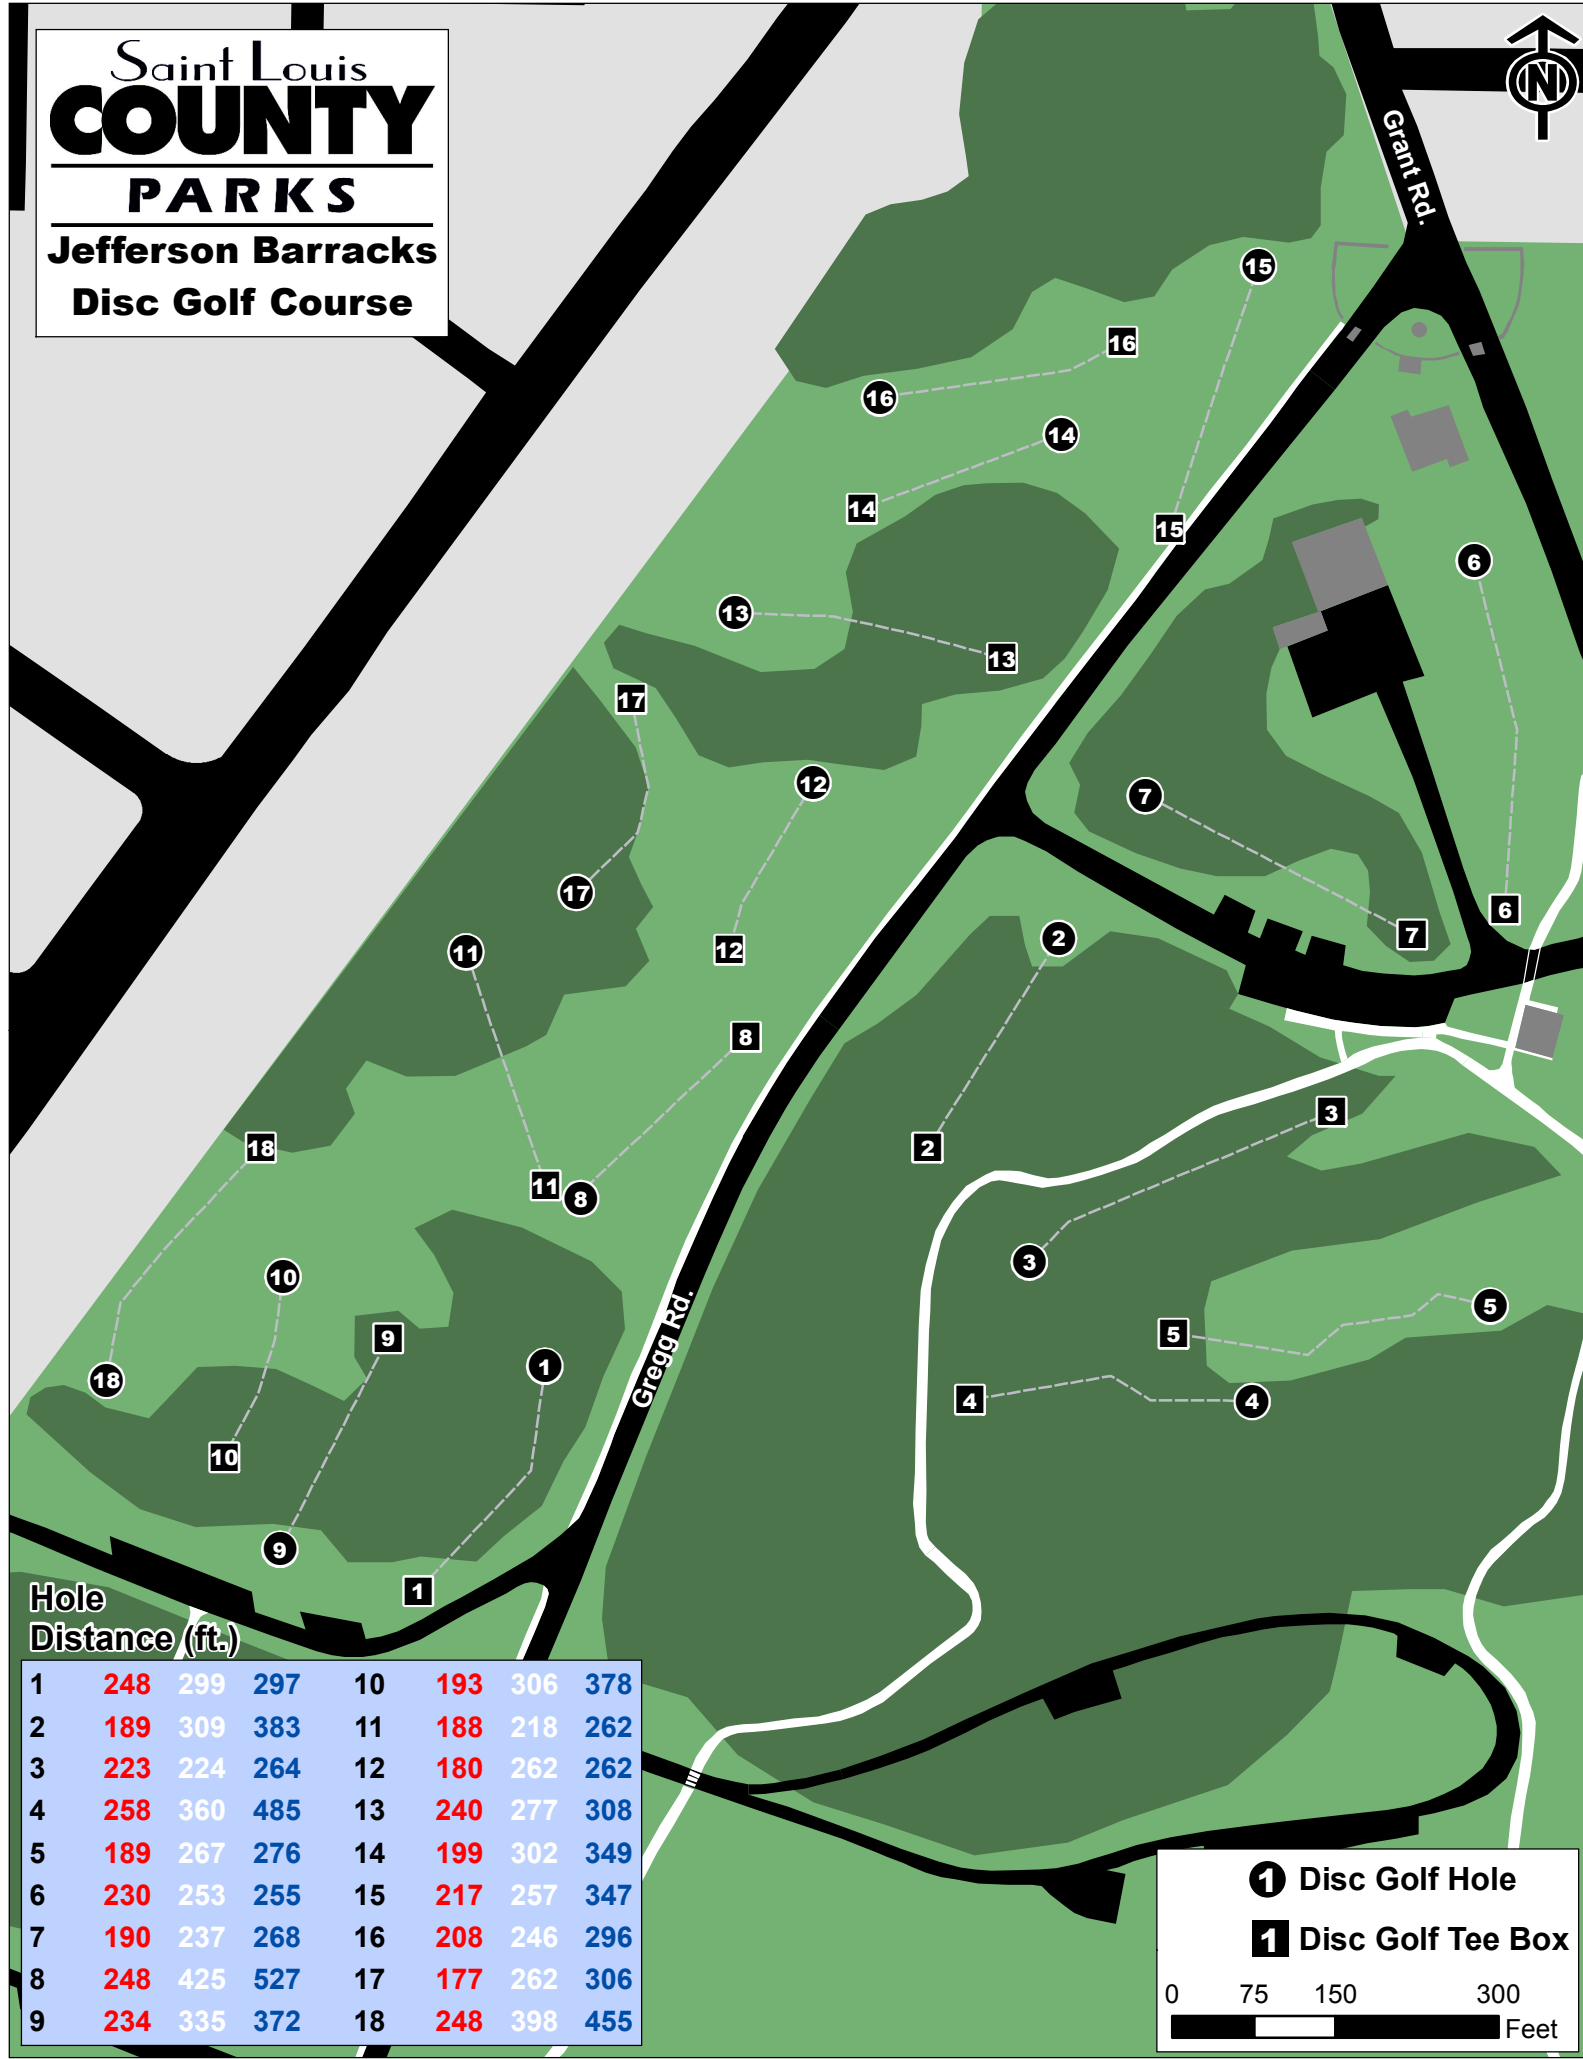 Saint Louis
COUNTY
PARKS
Jefferson Barracks
Disc Golf Course
N
Grant Rd.
15
16
16
14
14
15
6
13
13
17
12
7
17
6
7
2
11
12
8
3
2
18
11
8
3
10
5
9
5
1
18
4
4
10
9
1
Gregg Rd.
Hole
Distance (ft.)
1 248 299 297 10 193 306 378
2 189 309 383 11 188 218 262
3 223 224 264 12 180 262 262
4 258 360 485 13 240 277 308
5 189 267 276 14 199 302 349
6 230 253 255 15 217 257 347
7 190 237 268 16 208 246 296
8 248 425 527 17 177 262 306
9 234 335 372 18 248 398 455
1 Disc Golf Hole
1 Disc Golf Tee Box
0 75 150 300
Feet